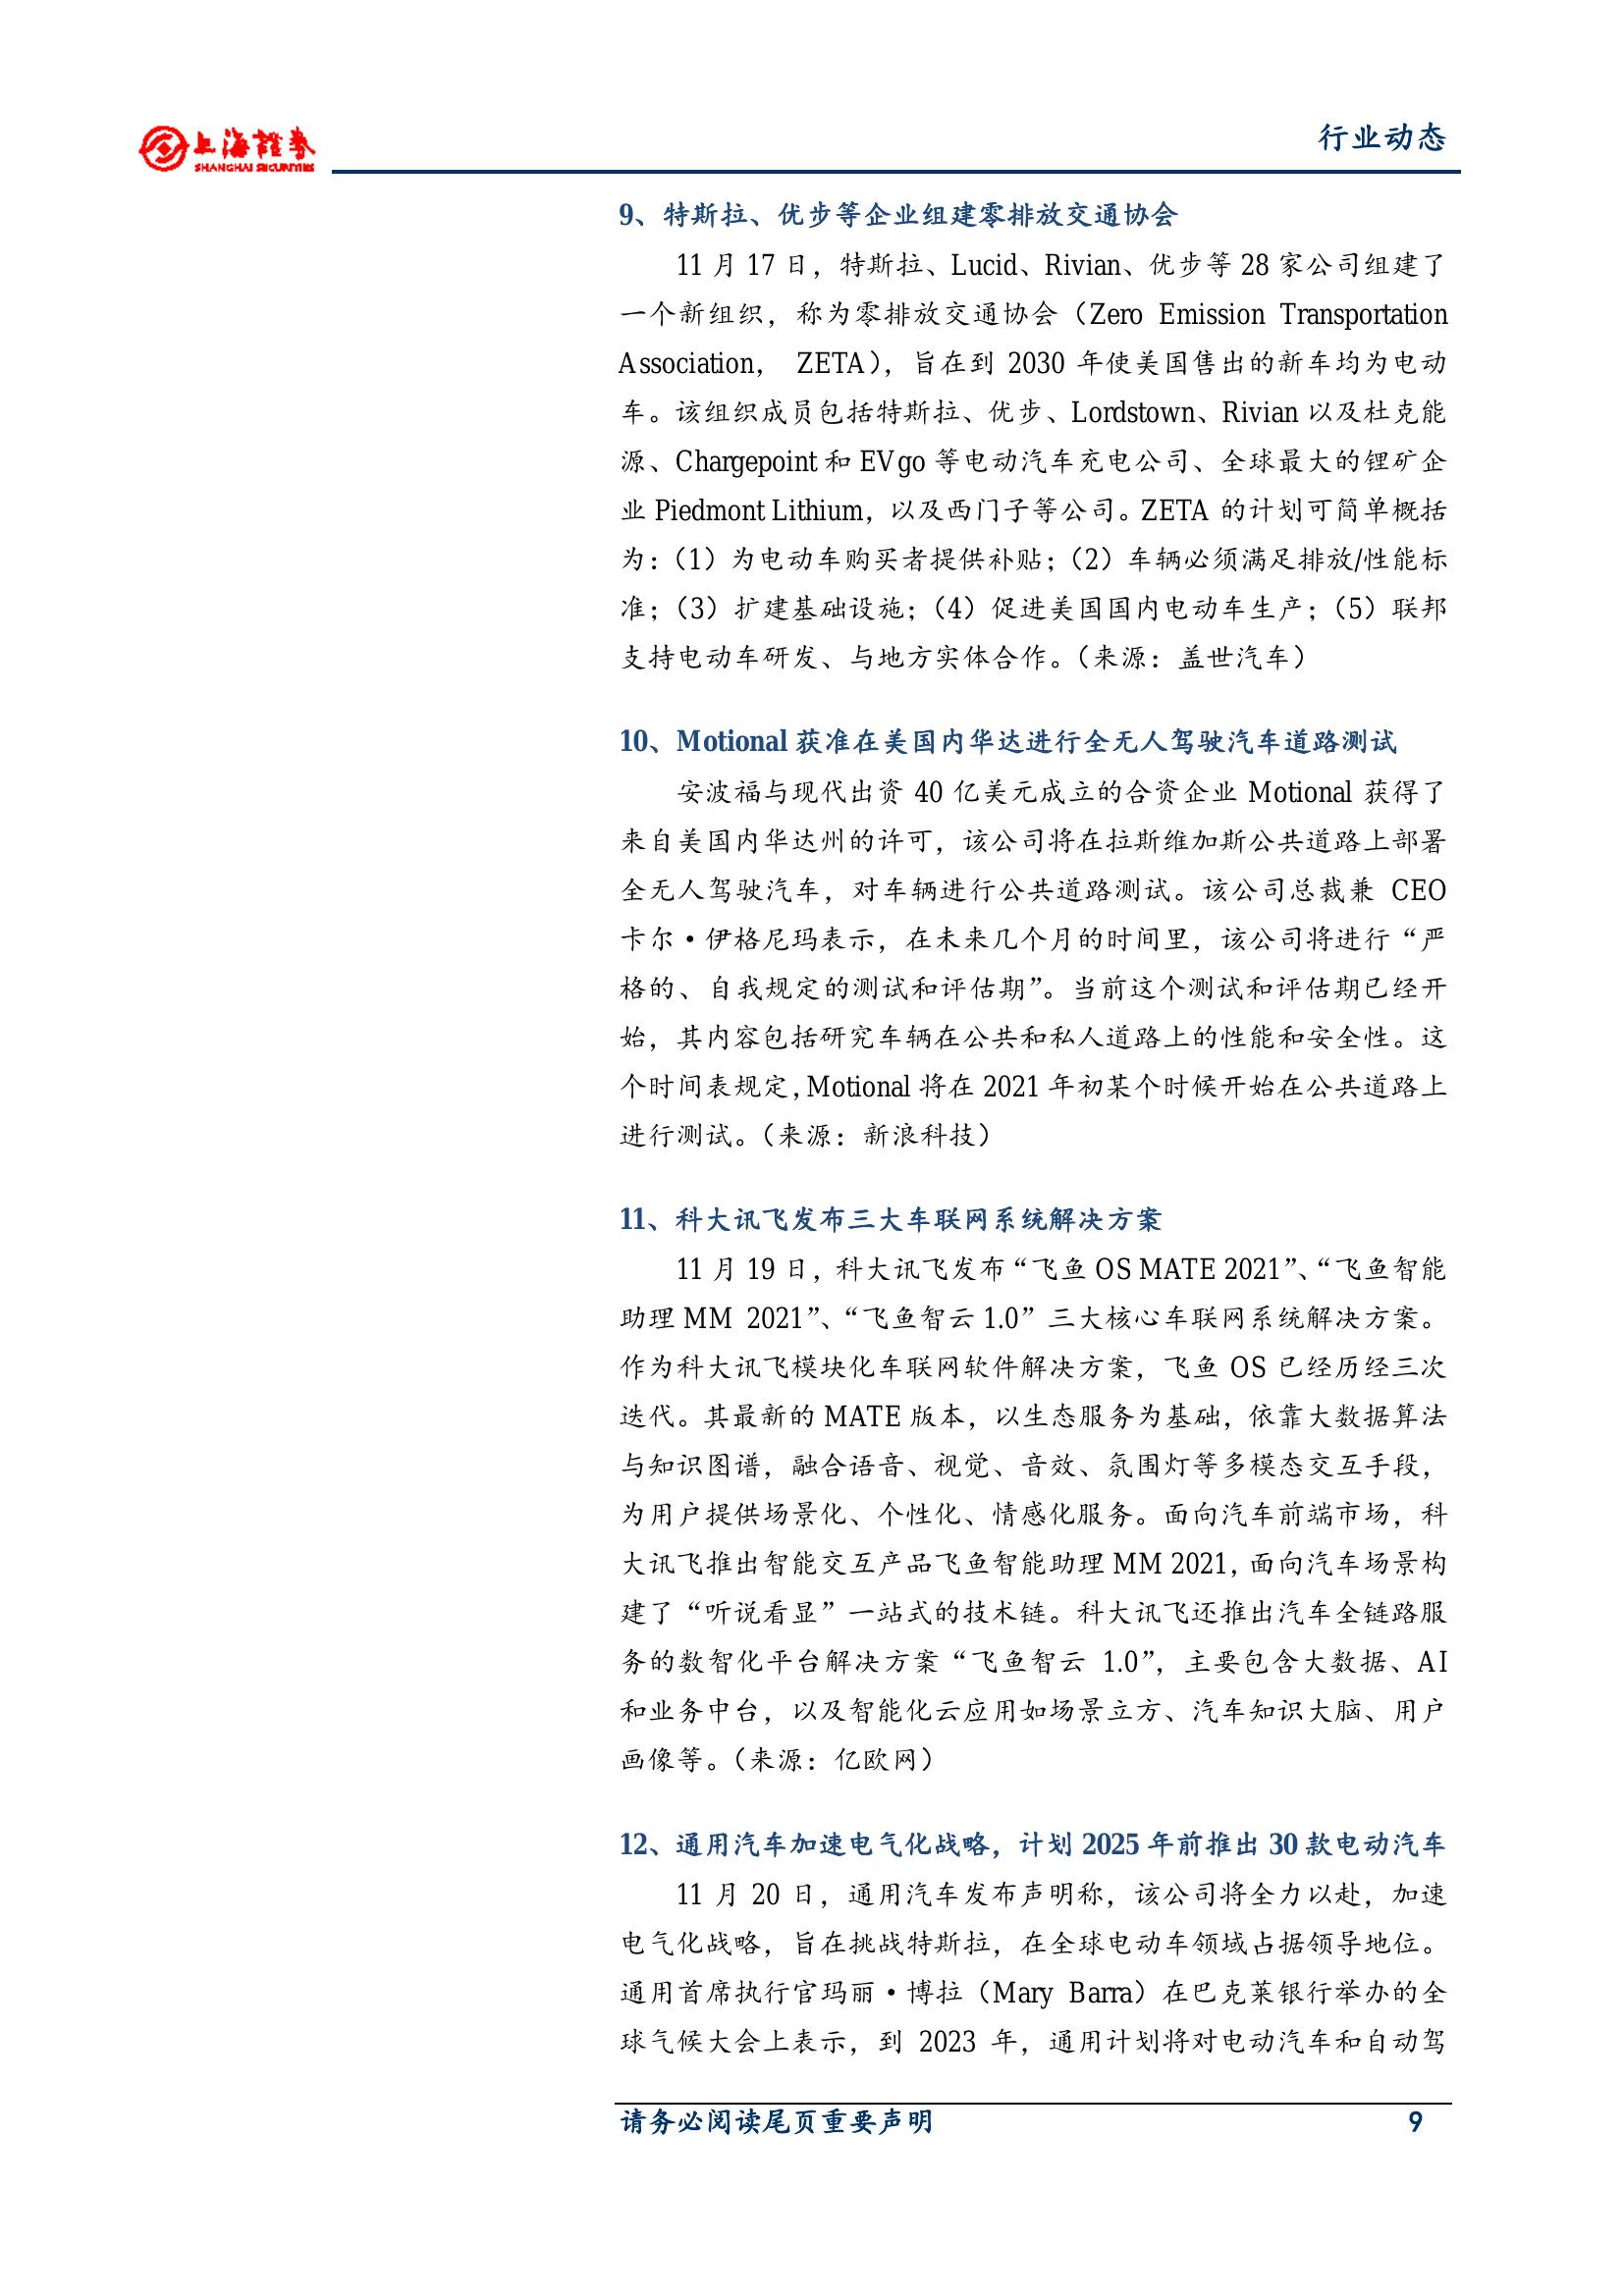 上海證券
SHANGHAI SECURITIES
行业动态
9、特斯拉、优步等企业组建零排放交通协会
11 月 17 日，特斯拉、Lucid、Rivian、优步等 28 家公司组建了
一个新组织，称为零排放交通协会（Zero Emission Transportation
Association， ZETA），旨在到 2030 年使美国售出的新车均为电动
车。该组织成员包括特斯拉、优步、Lordstown、Rivian 以及杜克能
源、Chargepoint 和 EVgo 等电动汽车充电公司、全球最大的锂矿企
业 Piedmont Lithium，以及西门子等公司。ZETA 的计划可简单概括
为：（1）为电动车购买者提供补贴；（2）车辆必须满足排放/性能标
准；（3）扩建基础设施；（4）促进美国国内电动车生产；（5）联邦
支持电动车研发、与地方实体合作。（来源：盖世汽车）
10、Motional 获准在美国内华达进行全无人驾驶汽车道路测试
安波福与现代出资 40 亿美元成立的合资企业 Motional 获得了
来自美国内华达州的许可，该公司将在拉斯维加斯公共道路上部署
全无人驾驶汽车，对车辆进行公共道路测试。该公司总裁兼 CEO
卡尔·伊格尼玛表示，在未来几个月的时间里，该公司将进行“严
格的、自我规定的测试和评估期”。当前这个测试和评估期已经开
始，其内容包括研究车辆在公共和私人道路上的性能和安全性。这
个时间表规定，Motional 将在 2021 年初某个时候开始在公共道路上
进行测试。（来源：新浪科技）
11、科大讯飞发布三大车联网系统解决方案
11 月 19 日，科大讯飞发布“飞鱼 OS MATE 2021”、“飞鱼智能
助理 MM 2021”、“飞鱼智云 1.0”三大核心车联网系统解决方案。
作为科大讯飞模块化车联网软件解决方案，飞鱼 OS 已经历经三次
迭代。其最新的 MATE 版本，以生态服务为基础，依靠大数据算法
与知识图谱，融合语音、视觉、音效、氛围灯等多模态交互手段，
为用户提供场景化、个性化、情感化服务。面向汽车前端市场，科
大讯飞推出智能交互产品飞鱼智能助理 MM 2021，面向汽车场景构
建了“听说看显”一站式的技术链。科大讯飞还推出汽车全链路服
务的数智化平台解决方案“飞鱼智云 1.0”，主要包含大数据、AI
和业务中台，以及智能化云应用如场景立方、汽车知识大脑、用户
画像等。（来源：亿欧网）
12、通用汽车加速电气化战略，计划 2025 年前推出 30 款电动汽车
11 月 20 日，通用汽车发布声明称，该公司将全力以赴，加速
电气化战略，旨在挑战特斯拉，在全球电动车领域占据领导地位。
通用首席执行官玛丽·博拉（Mary Barra）在巴克莱银行举办的全
球气候大会上表示，到 2023 年，通用计划将对电动汽车和自动驾
请务必阅读尾页重要声明 9